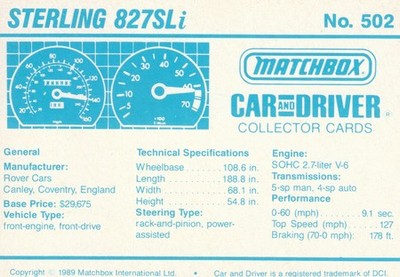 STERLING 827SLi
No. 502
MATCHBOX
CAR AND DRIVER ®
COLLECTOR CARDS
General
Manufacturer:
Rover Cars
Canley, Coventry, England
Base Price: $29,675
Vehicle Type:
front-engine, front-drive
Technical Specifications
Wheelbase 108.6 in.
Length 188.8 in.
Width 68.1 in.
Height 54.8 in.
Steering Type:
rack-and-pinion, power-
assisted
Engine:
SOHC 2.7-liter V-6
Transmissions:
5-sp man, 4-sp auto
Performance
0-60 (mph) 9.1 sec.
Top Speed (mph) 127
Braking (70-0 mph): 178 ft.
Copyright © 1989 Matchbox International Ltd. • Car and Driver is a registered trademark of DCI.